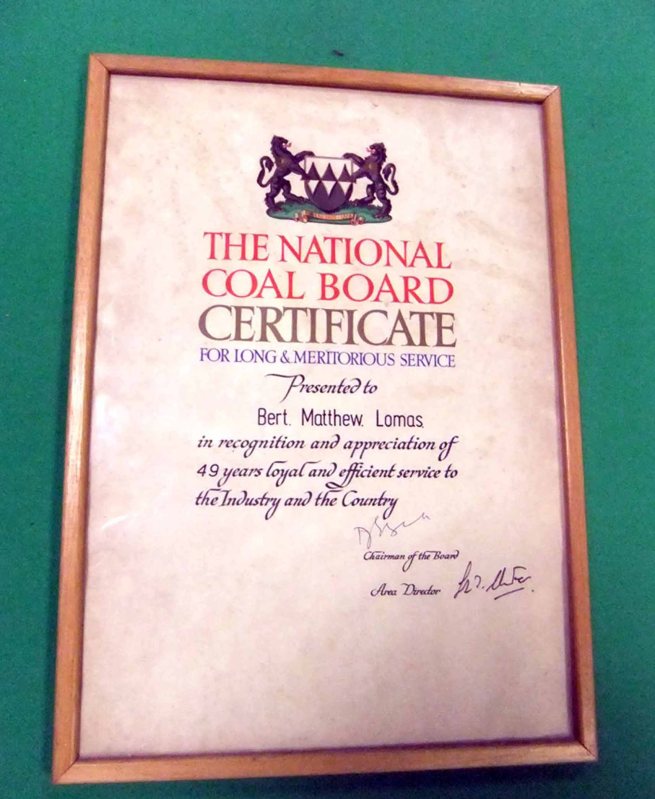 THE NATIONAL
COAL BOARD
CERTIFICATE
FOR LONG & MERITORIOUS SERVICE
Presented to
Bert. Matthew. Lomas.
in recognition and appreciation of
49 years loyal and efficient service to
the Industry and the Country
Chairman of the Board
Area Director